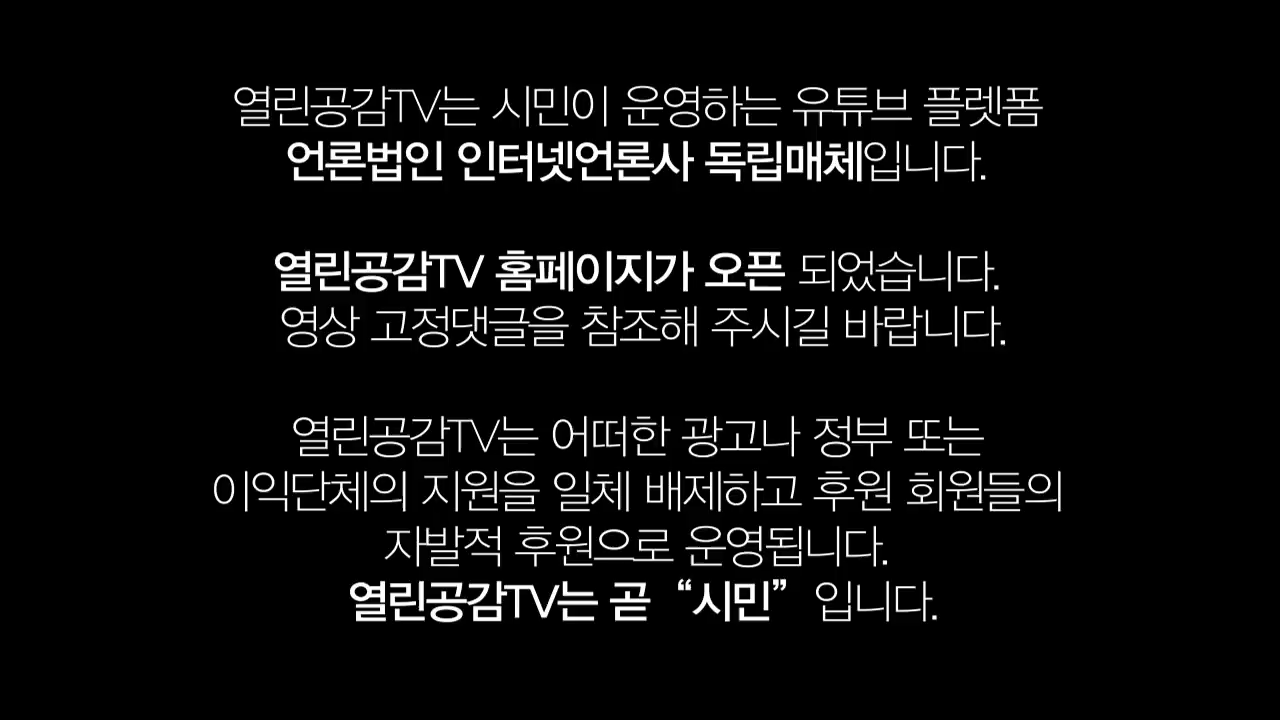 열린공감TV는 시민이 운영하는 유튜브 플렛폼
언론법인 인터넷언론사 독립매체입니다.
열린공감TV 홈페이지가 오픈 되었습니다.
영상 고정댓글을 참조해 주시길 바랍니다.
열린공감TV는 어떠한 광고나 정부 또는
이익단체의 지원을 일체 배제하고 후원 회원들의
자발적 후원으로 운영됩니다.
열린공감TV는 곧 “시민” 입니다.